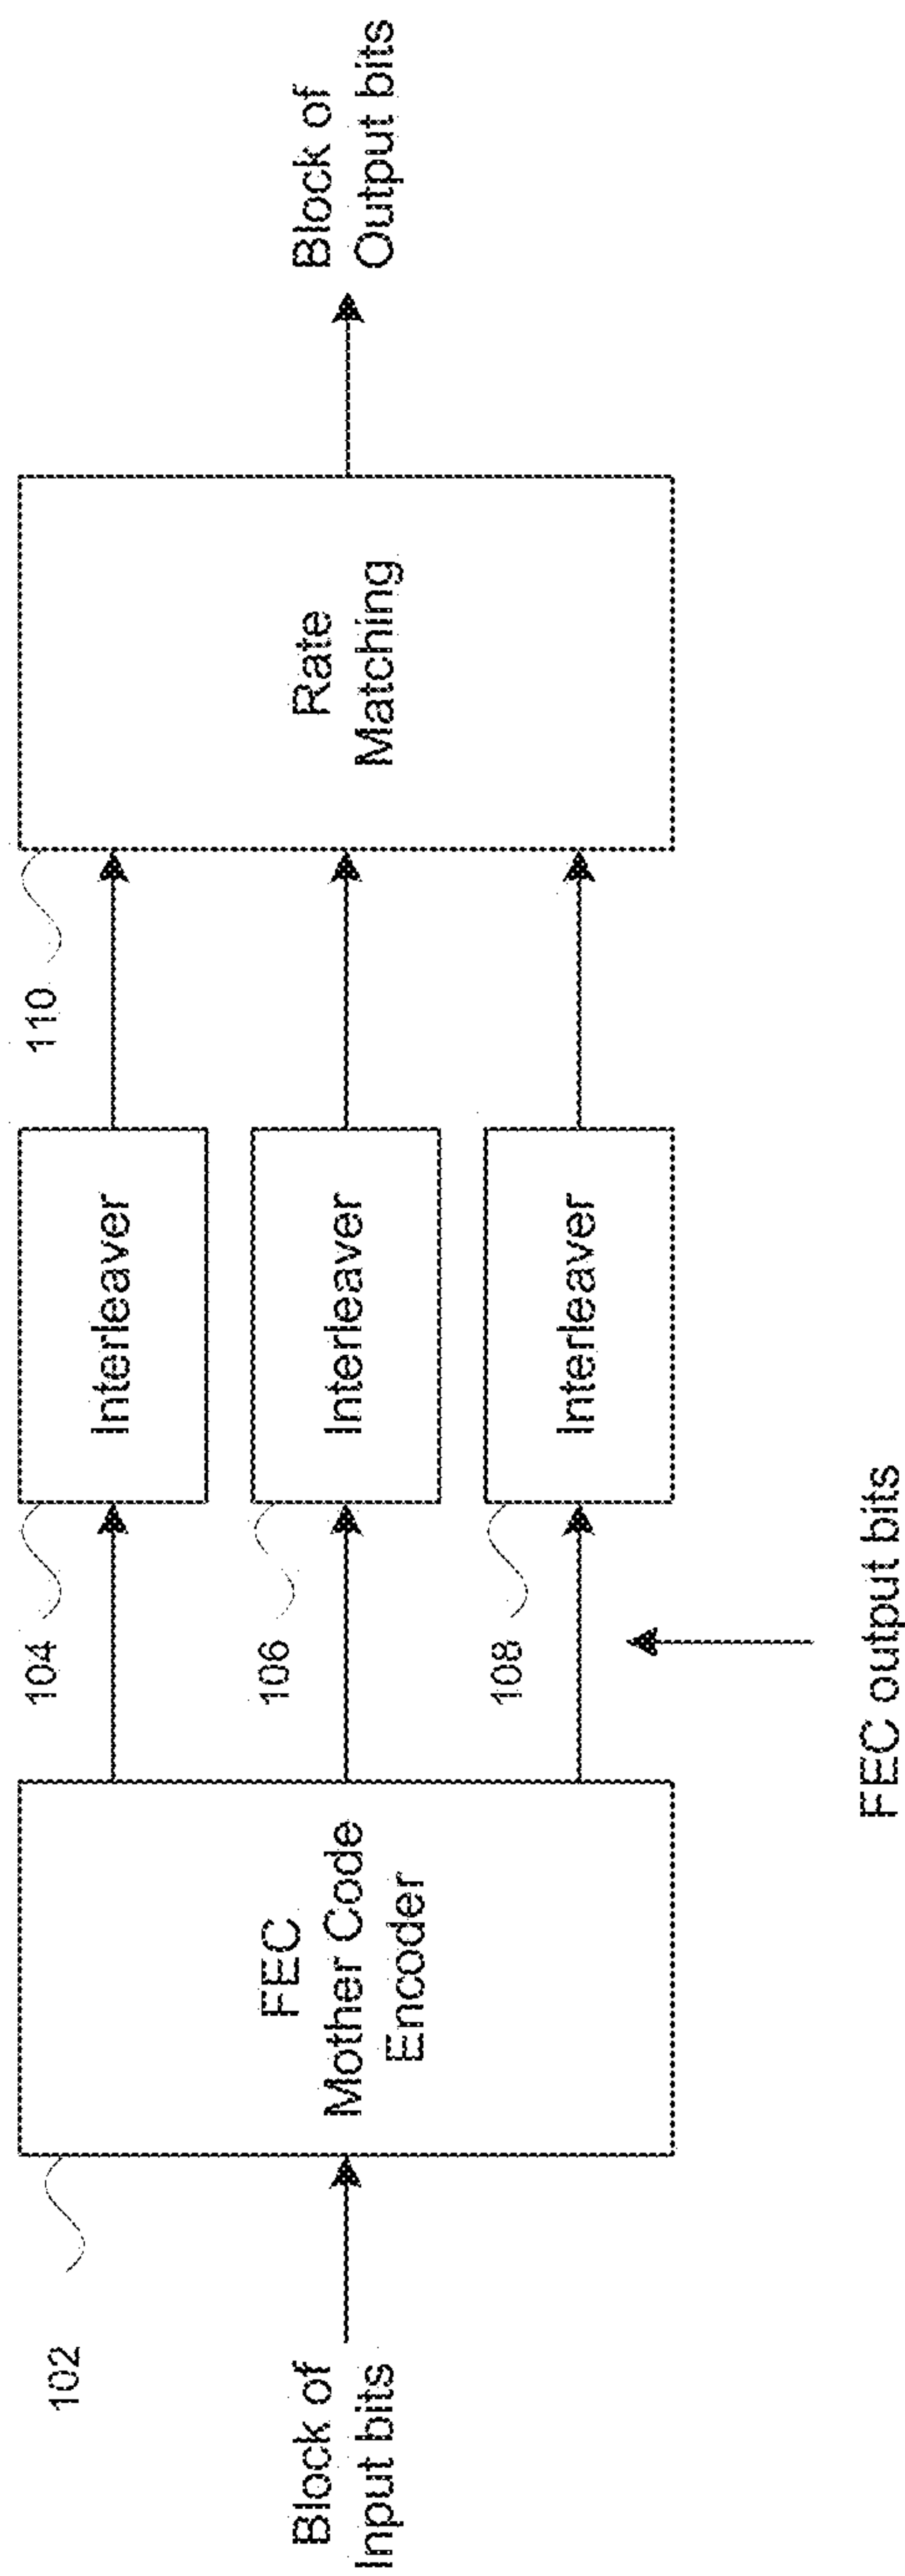 Block of
Input bits
102
FEC
Mother Code
Encoder
104
106
108
FEC output bits
Interleaver
Interleaver
Interleaver
110
Rate
Matching
Block of
Output bits